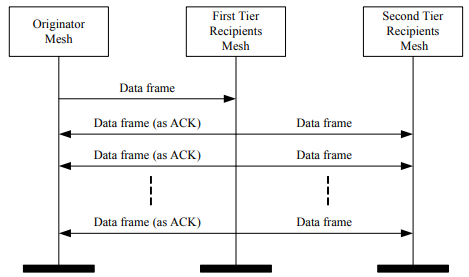 Originator
Mesh
First Tier
Recipients
Mesh
Second Tier
Recipients
Mesh
Data frame
Data frame (as ACK)
Data frame
Data frame (as ACK)
Data frame
Data frame (as ACK)
Data frame